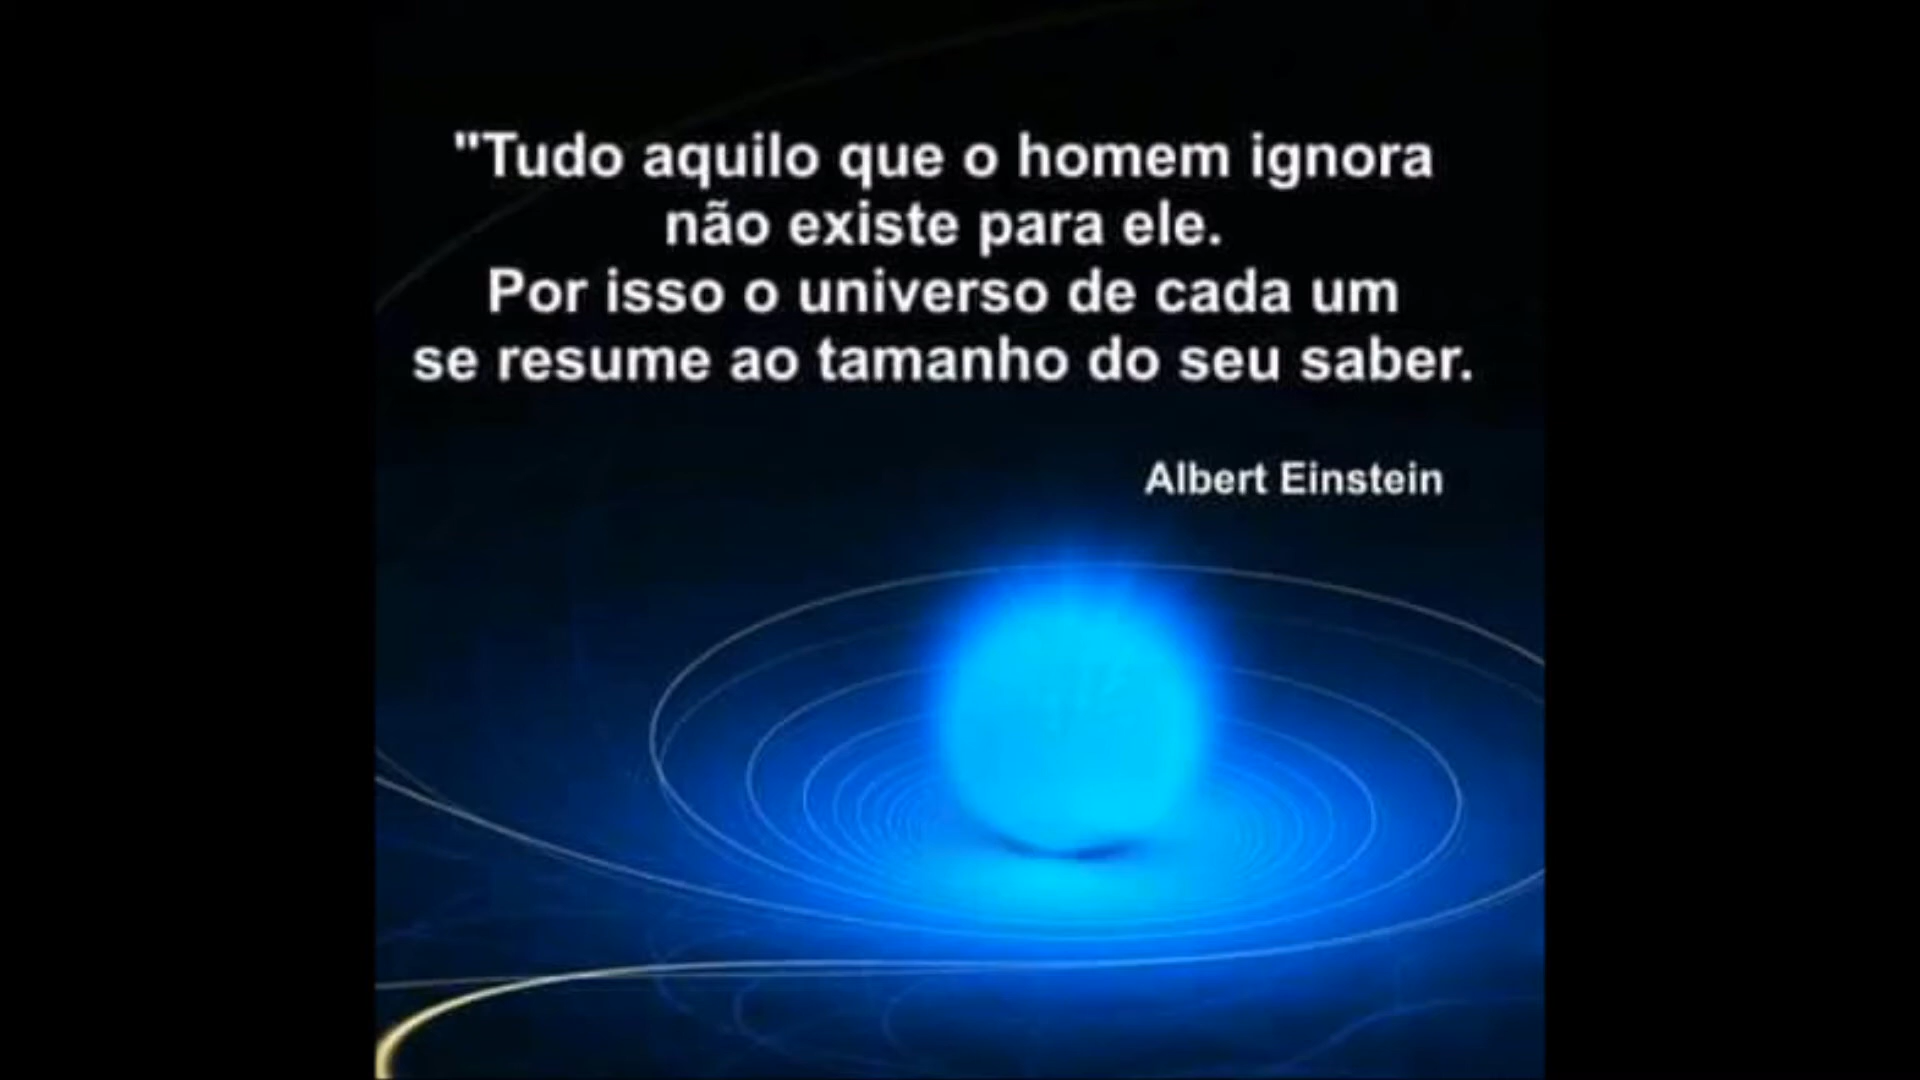 "Tudo aquilo que o homem ignora
não existe para ele.
Por isso o universo de cada um
se resume ao tamanho do seu saber.
Albert Einstein